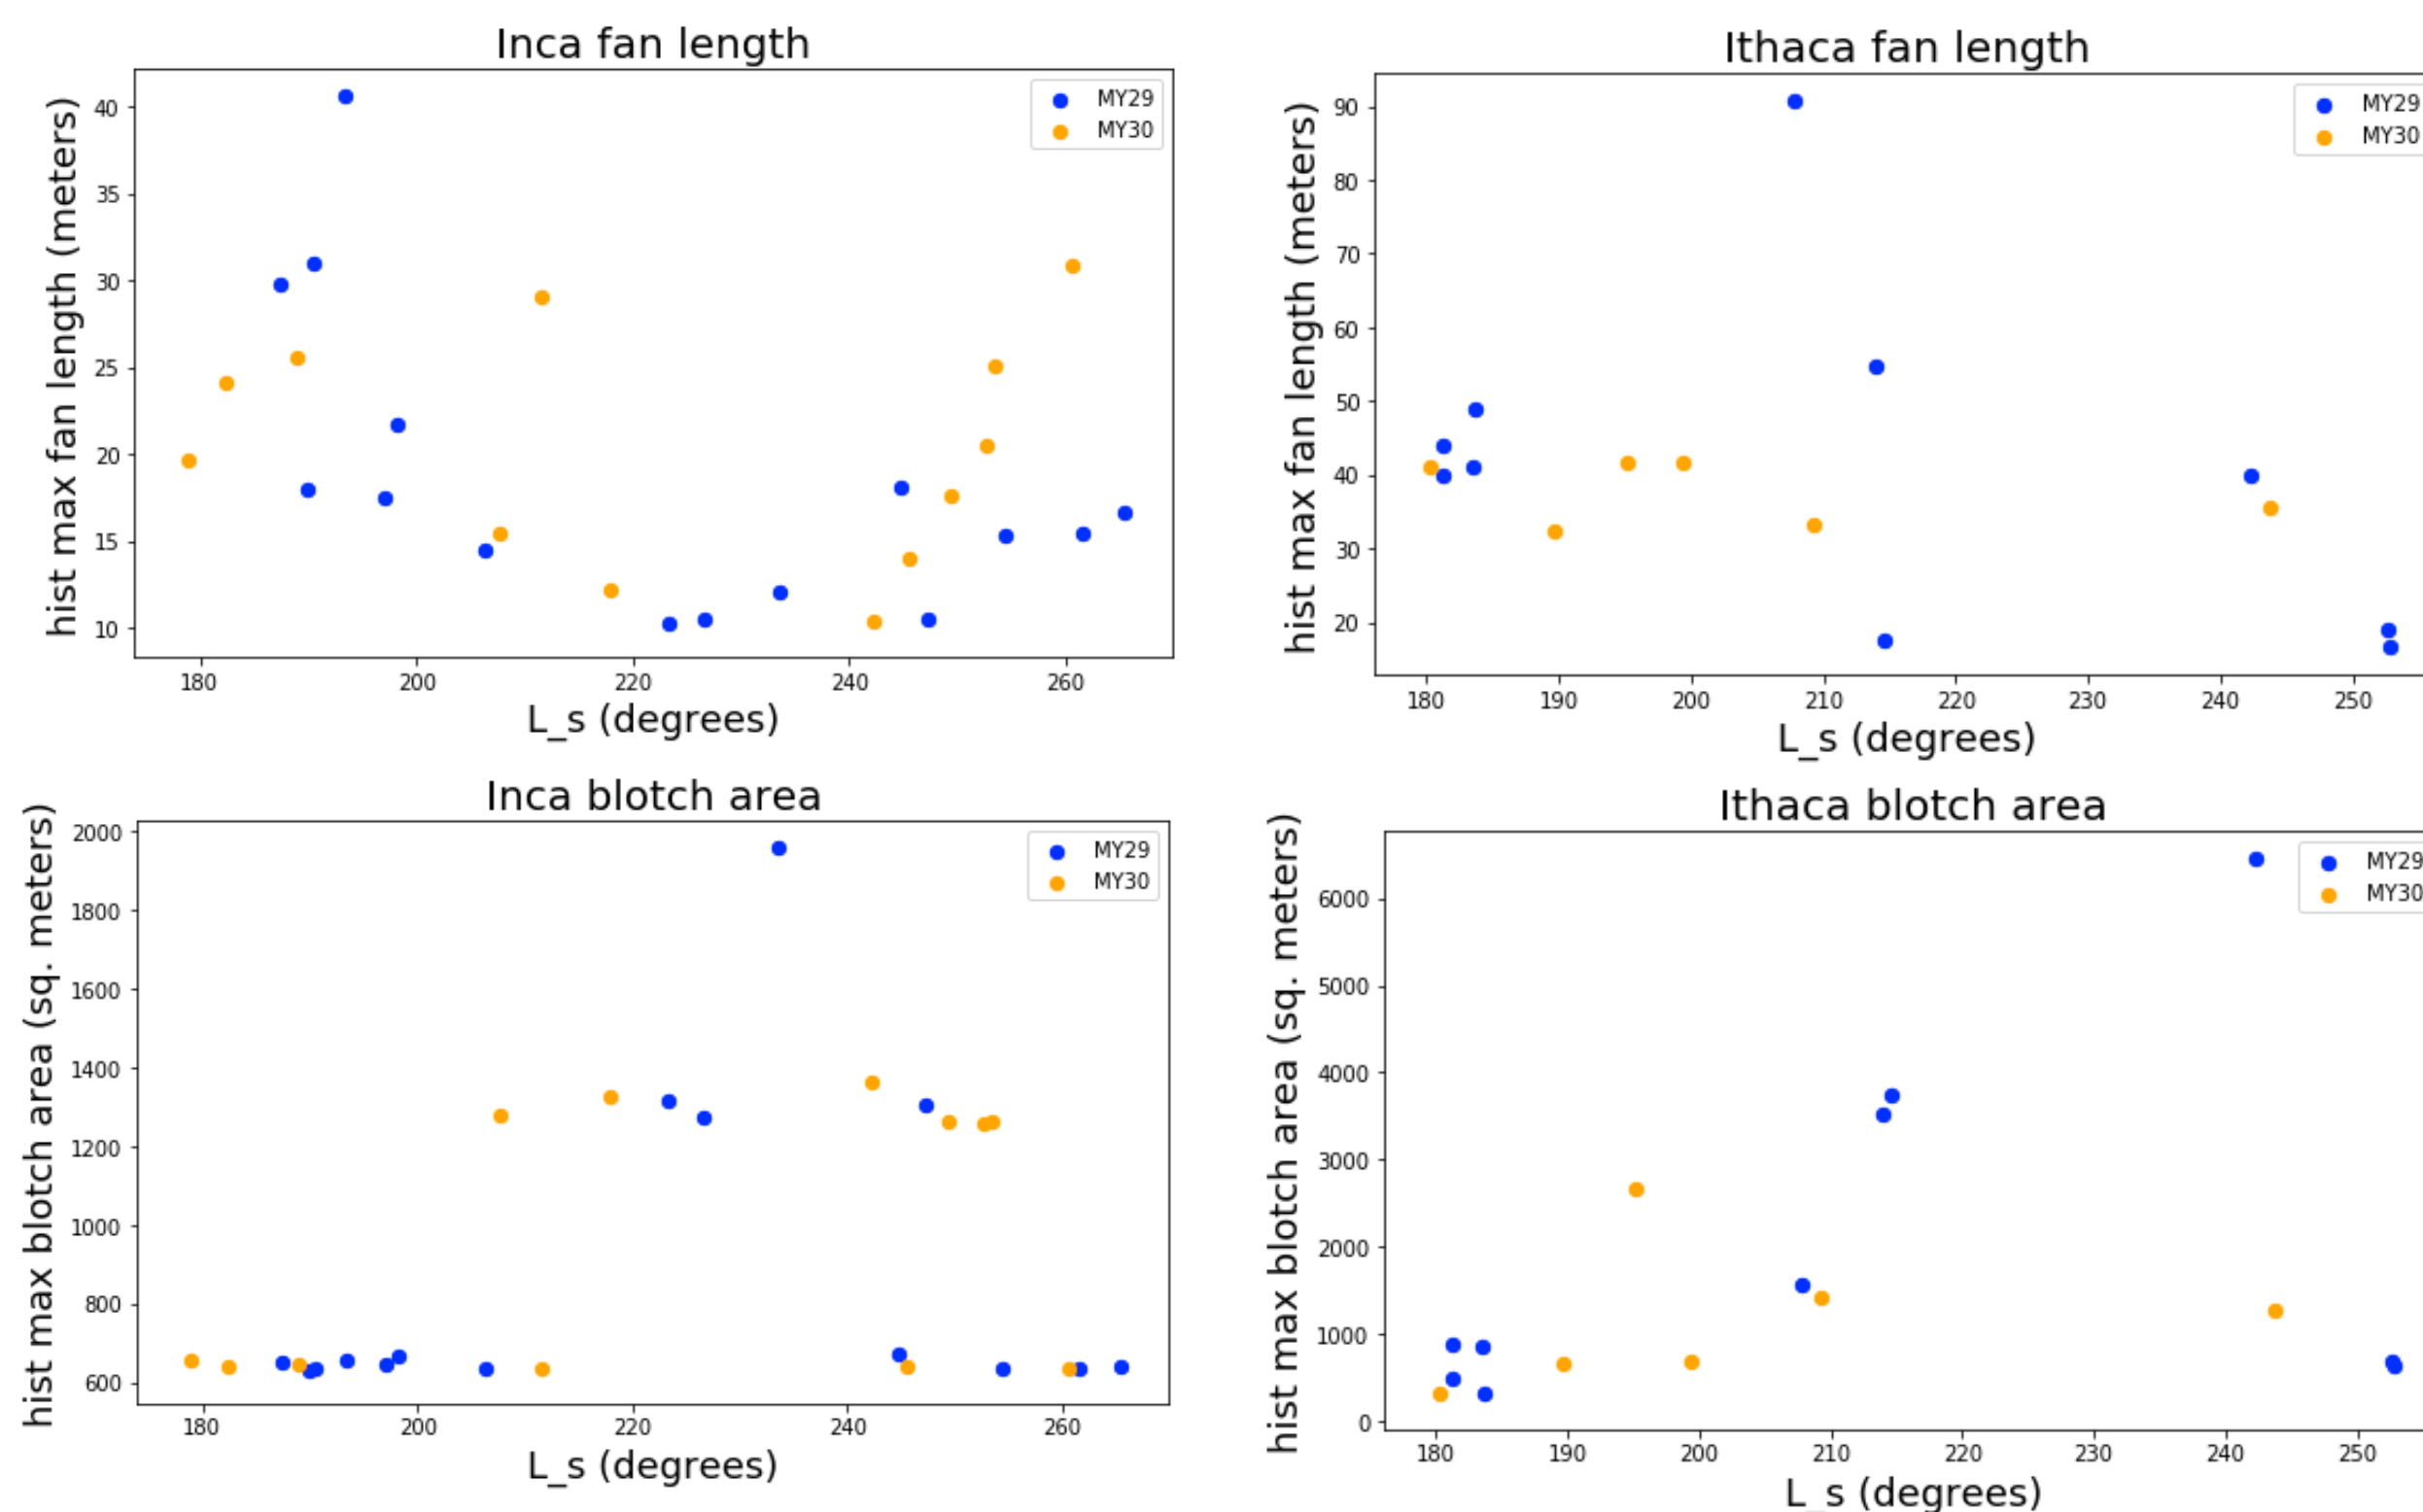 Inca fan length
hist max fan length (meters)
40
35
30
25
20
15
10
MY29
MY30
180 200 220 240 260
L_s (degrees)
Ithaca fan length
hist max fan length (meters)
90
80
70
60
50
40
30
20
MY29
MY30
180 190 200 210 220 230 240 250
L_s (degrees)
Inca blotch area
hist max blotch area (sq. meters)
2000
1800
1600
1400
1200
1000
800
600
MY29
MY30
180 200 220 240 260
L_s (degrees)
Ithaca blotch area
hist max blotch area (sq. meters)
6000
5000
4000
3000
2000
1000
0
MY29
MY30
180 190 200 210 220 230 240 250
L_s (degrees)